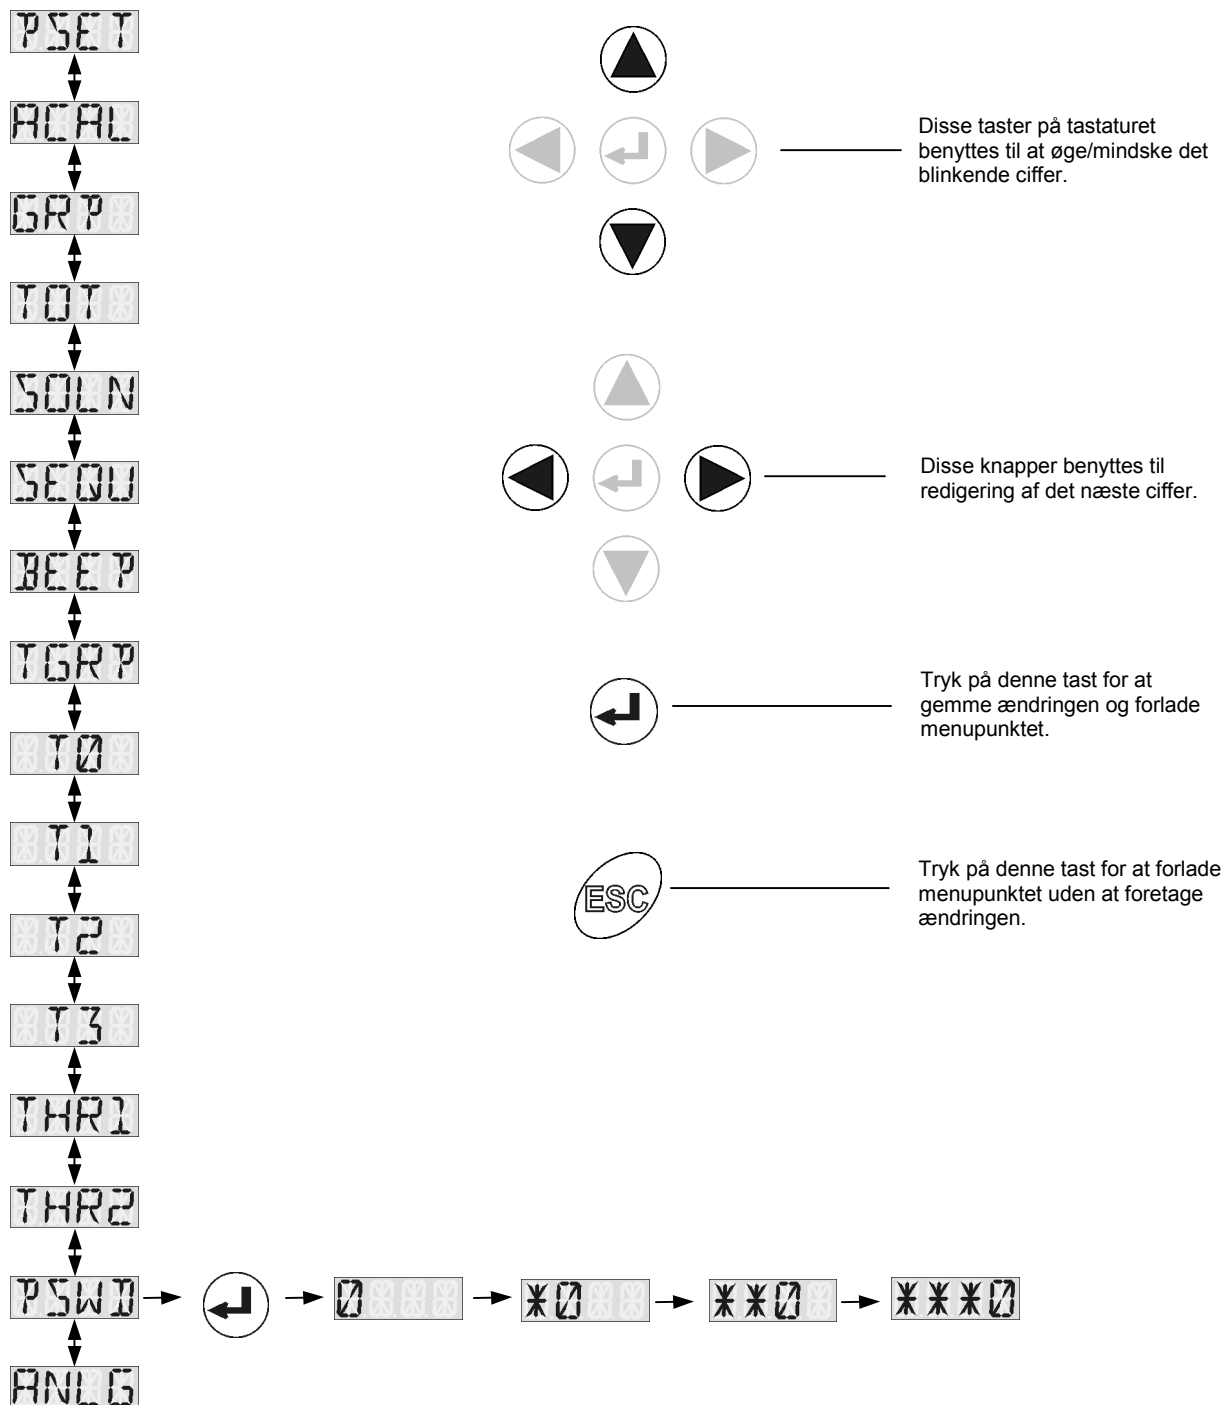 PSET
ACAL
Disse taster på tastaturet
benyttes til at øge/mindske det
blinkende ciffer.
GRP
TOT
SOLN
SEQU
Disse knapper benyttes til
redigering af det næste ciffer.
BEEP
TGRP
Tryk på denne tast for at
gemme ændringen og forlade
menupunktet.
T0
T1
T2
ESC
Tryk på denne tast for at forlade
menupunktet uden at foretage
ændringen.
T3
THR1
THR2
PSWD 0 *0 **0 ***0
ANLG